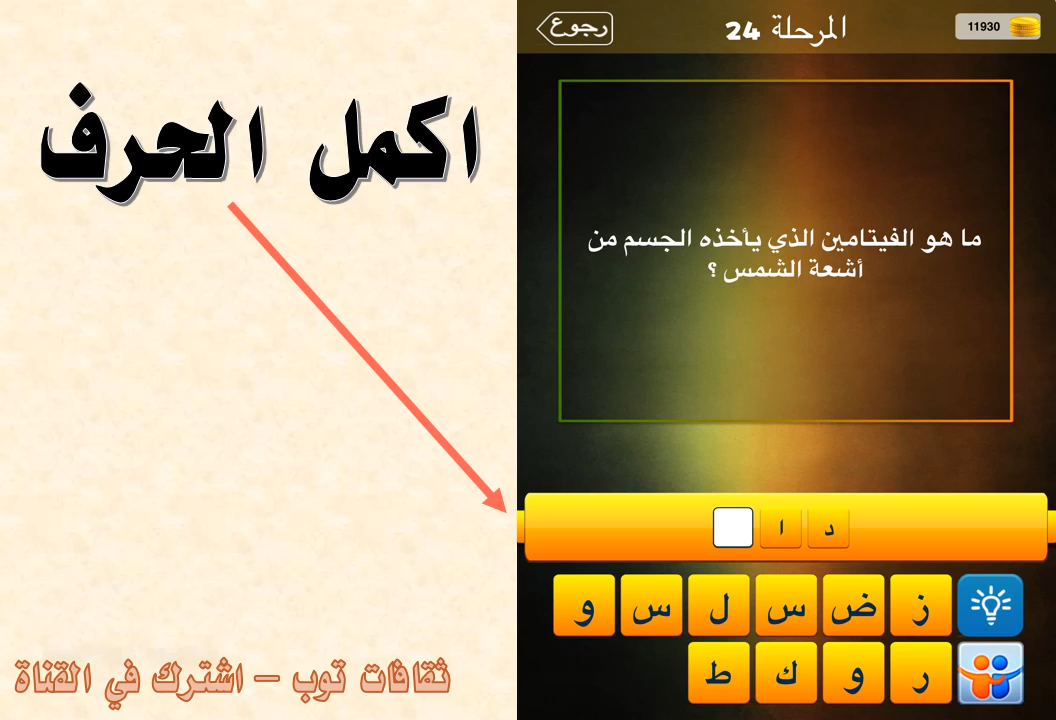 اكمل الحرف
ثقافات توب – اشترك في القناة
رجوع
المرحلة 24
11930
ما هو الفيتامين الذي يأخذه الجسم من
أشعة الشمس ؟
د ا
ز ض س ل س و
ر و ك ط